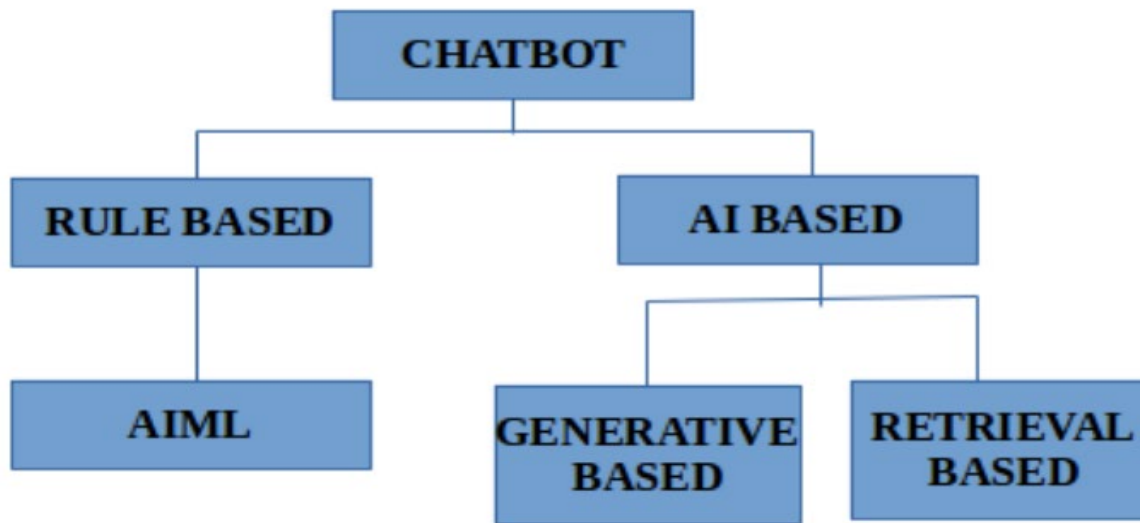 CHATBOT
RULE BASED
AI BASED
AIML
GENERATIVE
BASED
RETRIEVAL
BASED